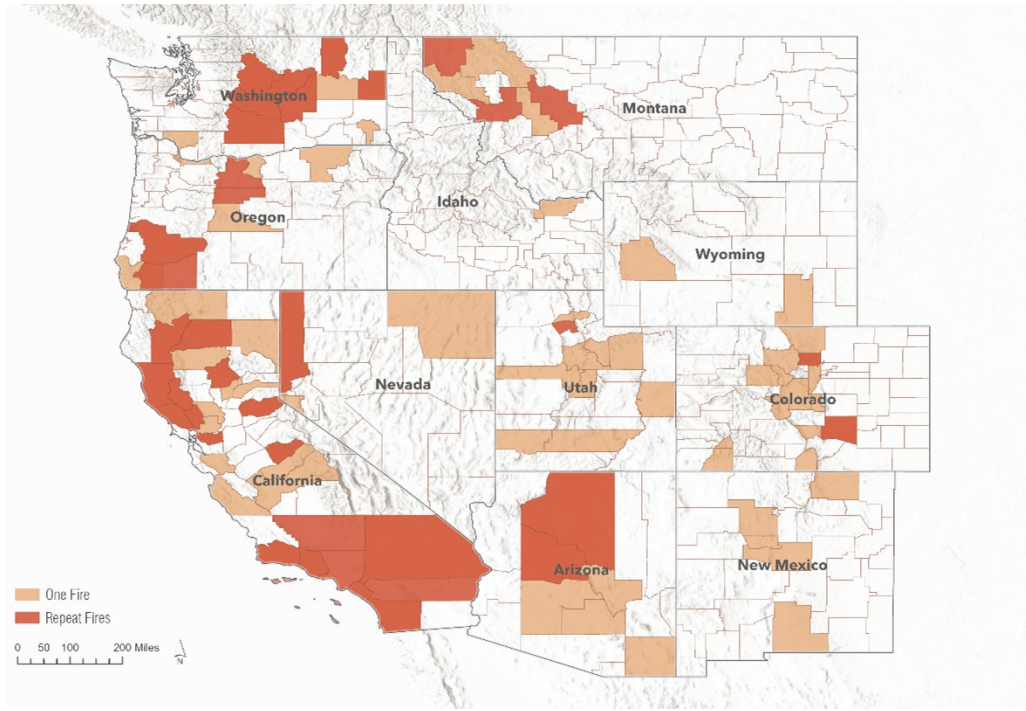 Washington
Montana
Idaho
Oregon
Wyoming
Nevada
Utah
Colorado
California
Arizona
New Mexico
One Fire
Repeat Fires
0 50 100 200 Miles
N